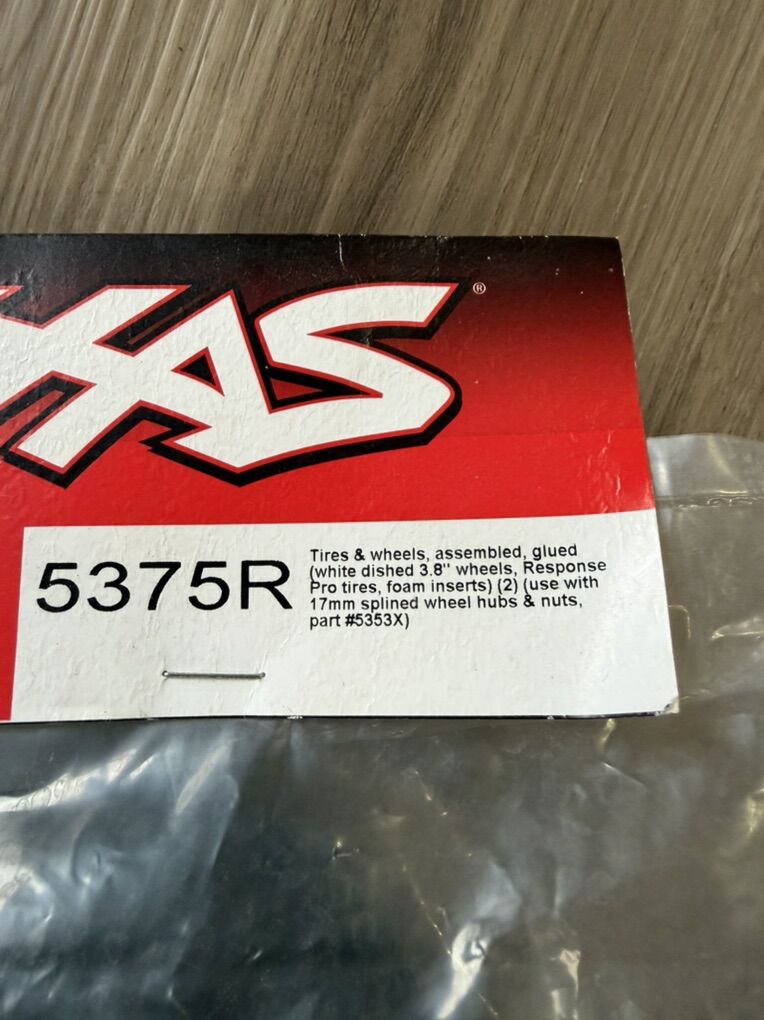 XAS®
5375R
Tires & wheels, assembled, glued
(white dished 3.8" wheels, Response
Pro tires, foam inserts) (2) (use with
17mm splined wheel hubs & nuts,
part #5353X)